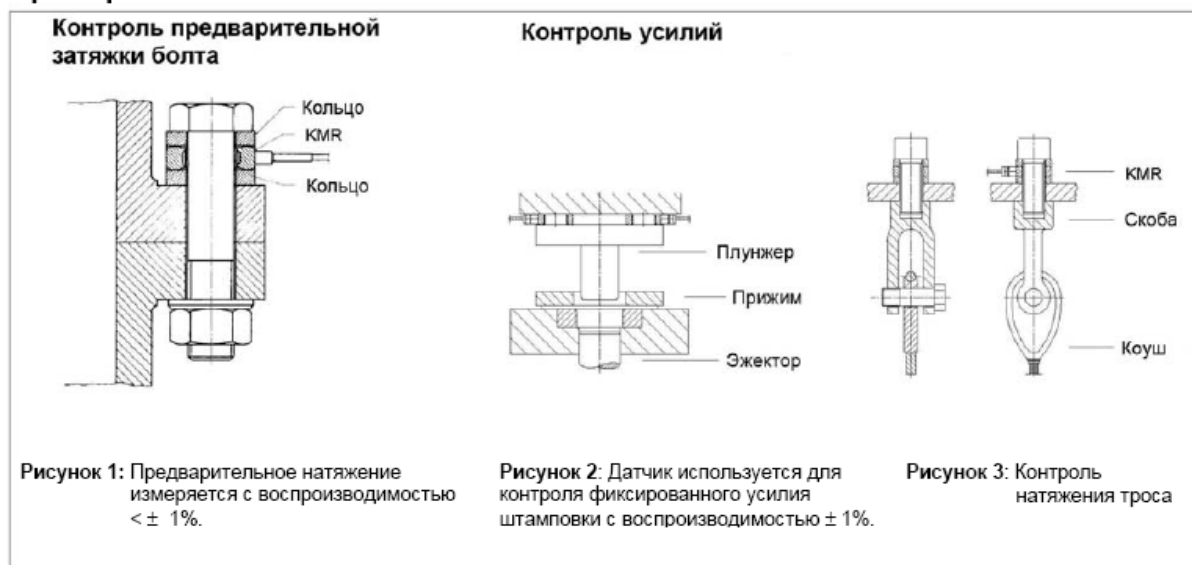 Контроль предварительной
затяжки болта
Контроль усилий
Кольцо
KMR
Кольцо
Плунжер
Прижим
Эжектор
KMR
Скоба
Коуш
Рисунок 1: Предварительное натяжение
измеряется с воспроизводимостью
< ± 1%.
Рисунок 2: Датчик используется для
контроля фиксированного усилия
штамповки с воспроизводимостью ± 1%.
Рисунок 3: Контроль
натяжения троса